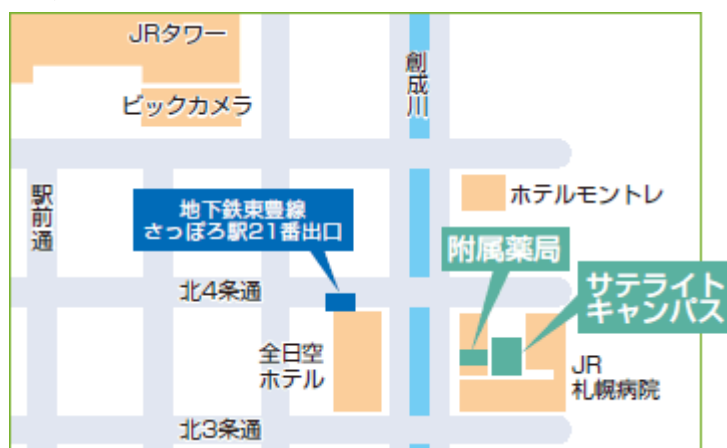 JRタワー
ビックカメラ
創成川
駅前通
地下鉄東豊線
さっぽろ駅21番出口
ホテルモントレ
附属薬局
北4条通
サテライト
キャンパス
全日空
ホテル
JR
札幌病院
北3条通